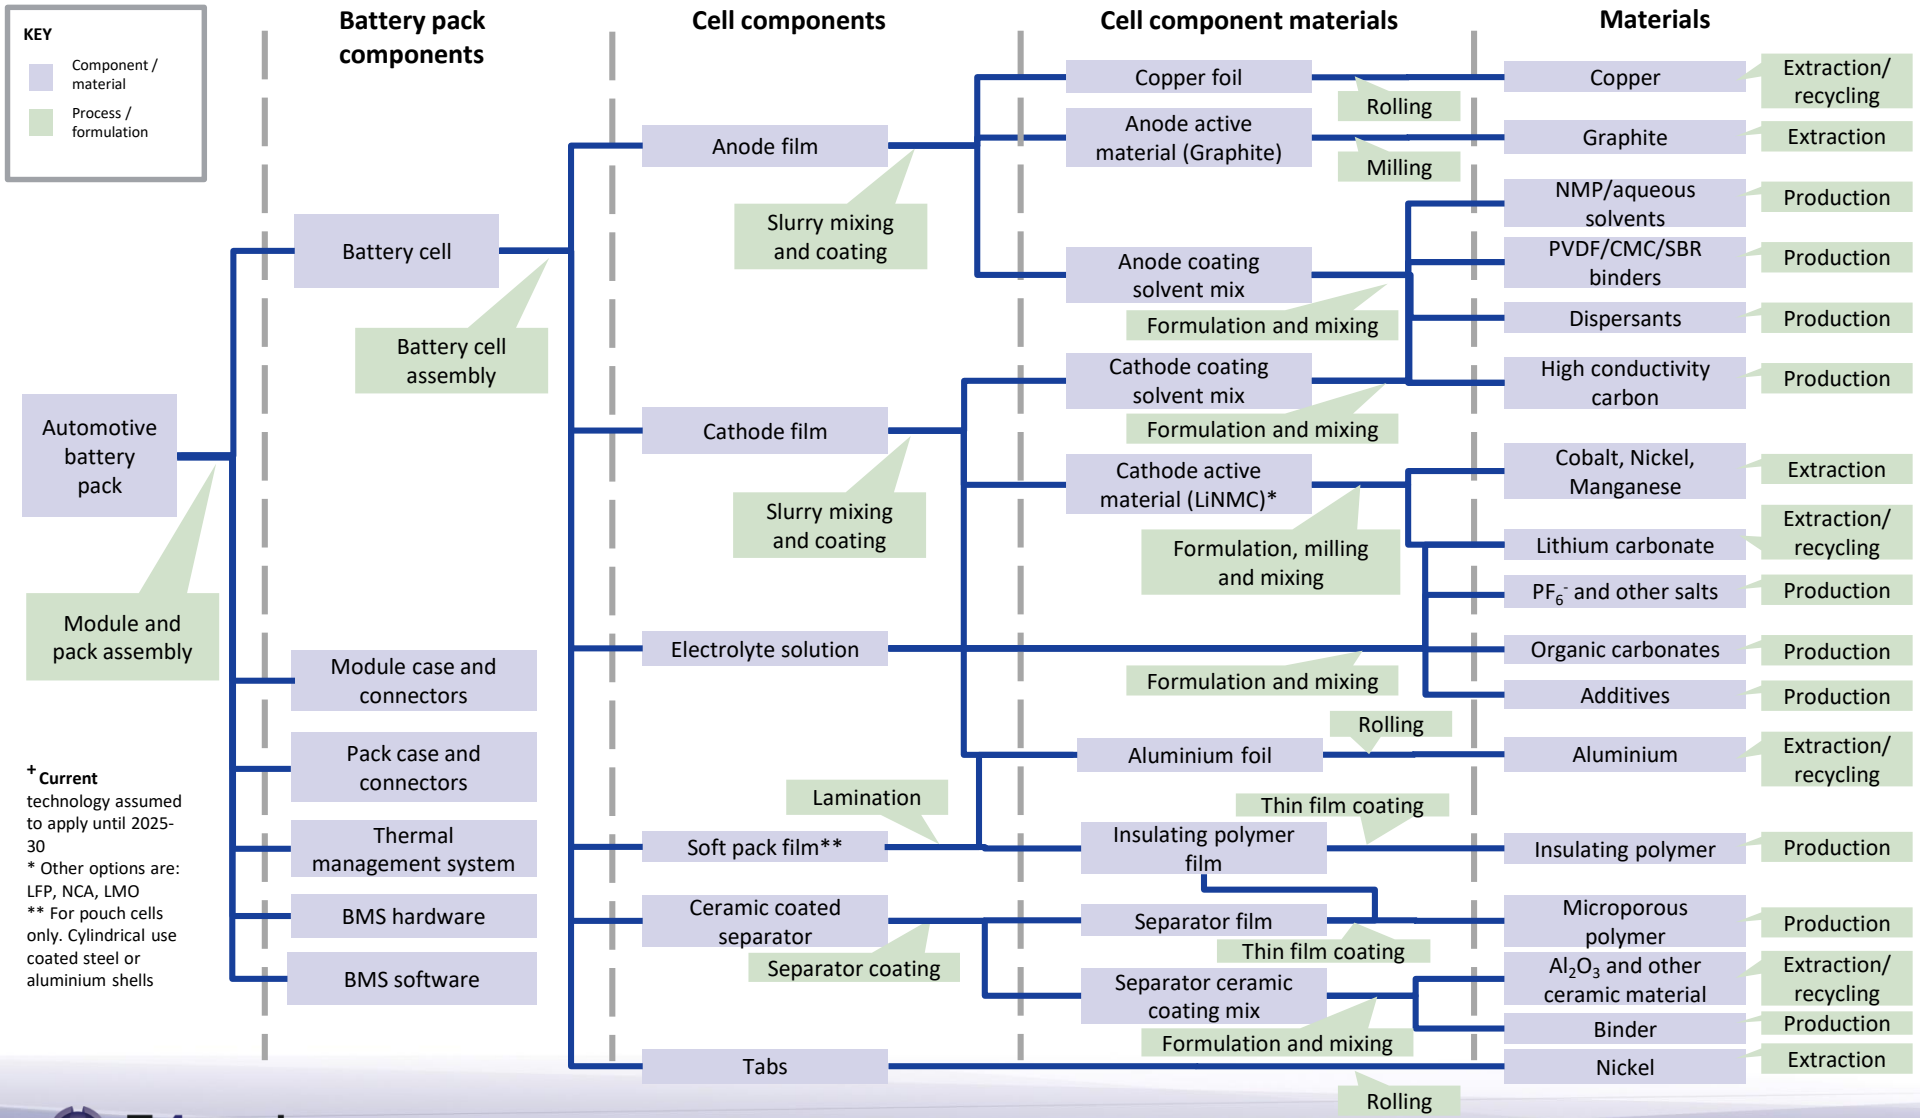 KEY
Component /
material
Process /
formulation
Battery pack
components
Cell components
Cell component materials
Materials
Automotive
battery
pack
Module and
pack assembly
+ Current
technology assumed
to apply until 2025-
30
* Other options are:
LFP, NCA, LMO
** For pouch cells
only. Cylindrical use
coated steel or
aluminium shells
Battery cell
Battery cell
assembly
Module case and
connectors
Pack case and
connectors
Thermal
management system
BMS hardware
BMS software
Anode film
Slurry mixing
and coating
Cathode film
Slurry mixing
and coating
Electrolyte solution
Lamination
Soft pack film**
Ceramic coated
separator
Separator coating
Tabs
Copper foil
Rolling
Anode active
material (Graphite)
Milling
Anode coating
solvent mix
Formulation and mixing
Cathode coating
solvent mix
Formulation and mixing
Cathode active
material (LiNMC)*
Formulation, milling
and mixing
Formulation and mixing
Rolling
Aluminium foil
Thin film coating
Insulating polymer
film
Separator film
Thin film coating
Separator ceramic
coating mix
Formulation and mixing
Rolling
Copper
Extraction/
recycling
Graphite
Extraction
NMP/aqueous
solvents
Production
PVDF/CMC/SBR
binders
Production
Dispersants
Production
High conductivity
carbon
Production
Cobalt, Nickel,
Manganese
Extraction
Lithium carbonate
Extraction/
recycling
PF6- and other salts
Production
Organic carbonates
Production
Additives
Production
Aluminium
Extraction/
recycling
Insulating polymer
Production
Microporous
polymer
Production
Al2O3 and other
ceramic material
Extraction/
recycling
Binder
Production
Nickel
Extraction